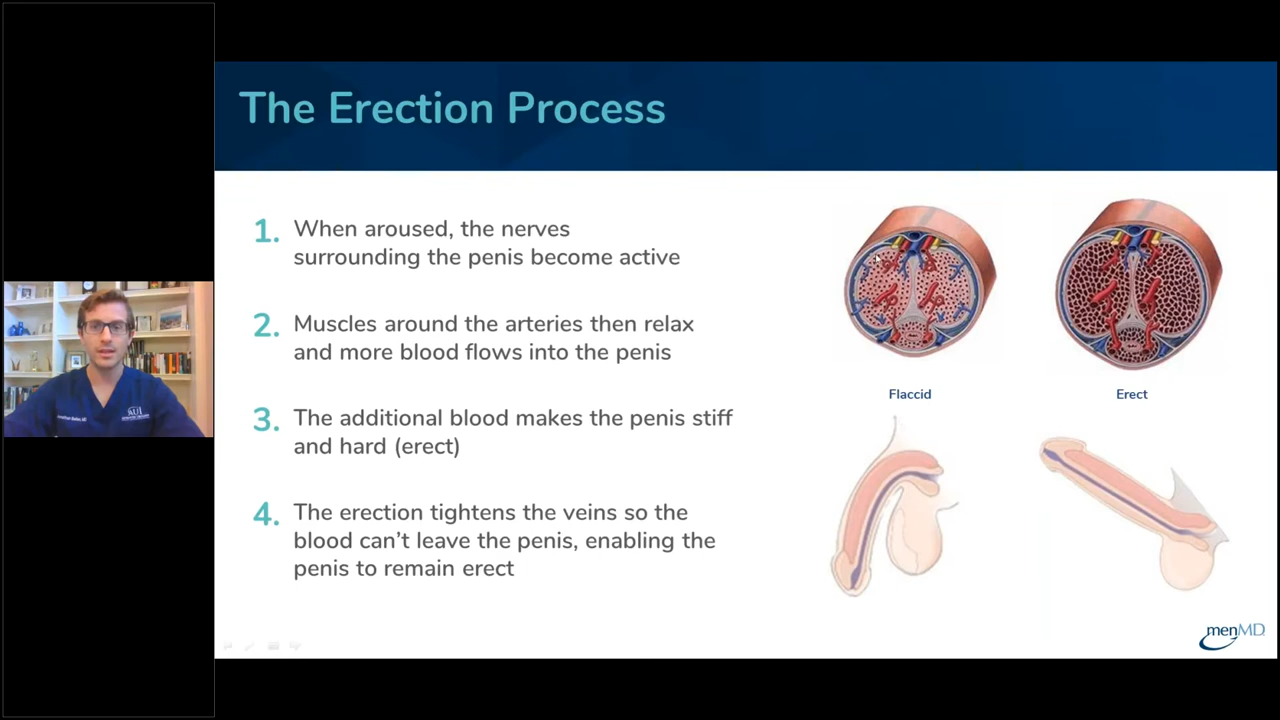 The Erection Process
1. When aroused, the nerves
surrounding the penis become active
2. Muscles around the arteries then relax
and more blood flows into the penis
3. The additional blood makes the penis stiff
and hard (erect)
4. The erection tightens the veins so the
blood can't leave the penis, enabling the
penis to remain erect
Flaccid
Erect
menMD